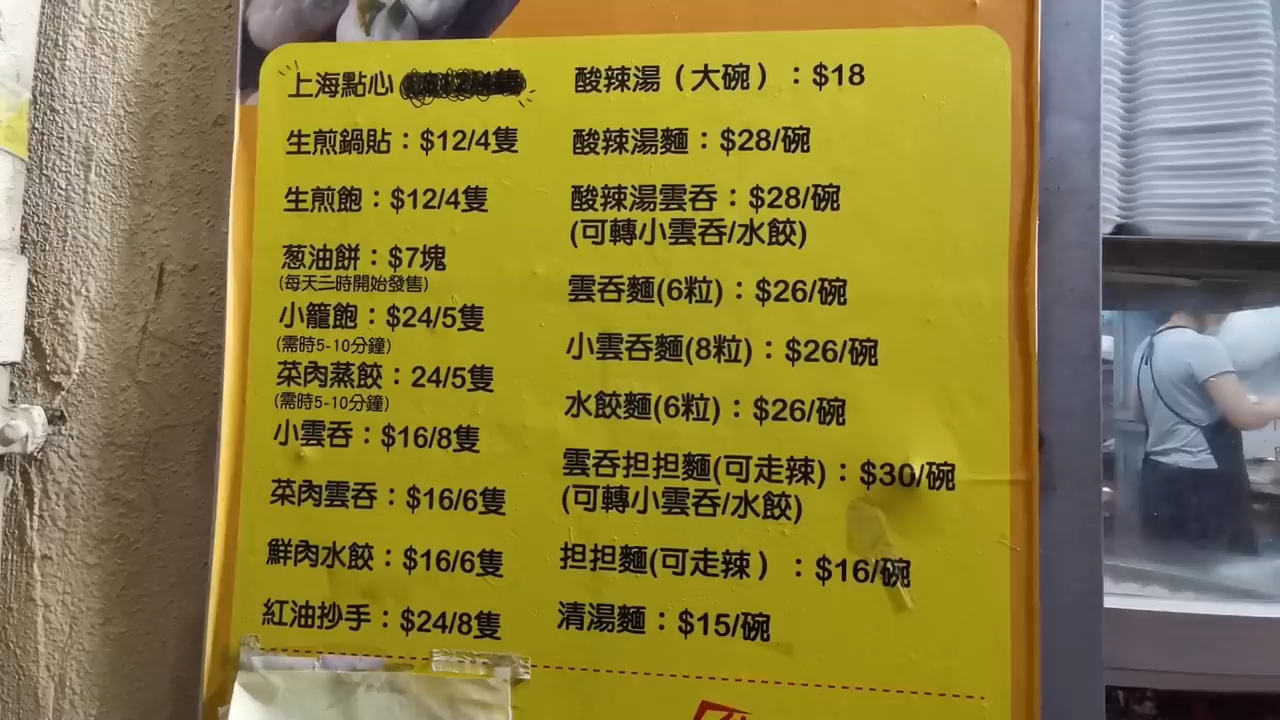 上海點心
生煎鍋貼：$12/4隻
生煎飽：$12/4隻
葱油餅：$7塊
(每天三時開始發售)
小籠飽：$24/5隻
(需時5-10分鐘)
菜肉蒸餃：24/5隻
(需時5-10分鐘)
小雲吞：$16/8隻
菜肉雲吞：$16/6隻
鮮肉水餃：$16/6隻
紅油抄手：$24/8隻
酸辣湯（大碗）：$18
酸辣湯麵：$28/碗
酸辣湯雲吞：$28/碗
(可轉小雲吞/水餃)
雲吞麵(6粒)：$26/碗
小雲吞麵(8粒)：$26/碗
水餃麵(6粒)：$26/碗
雲吞担担麵(可走辣)：$30/碗
(可轉小雲吞/水餃)
担担麵(可走辣）：$16/碗
清湯麵：$15/碗